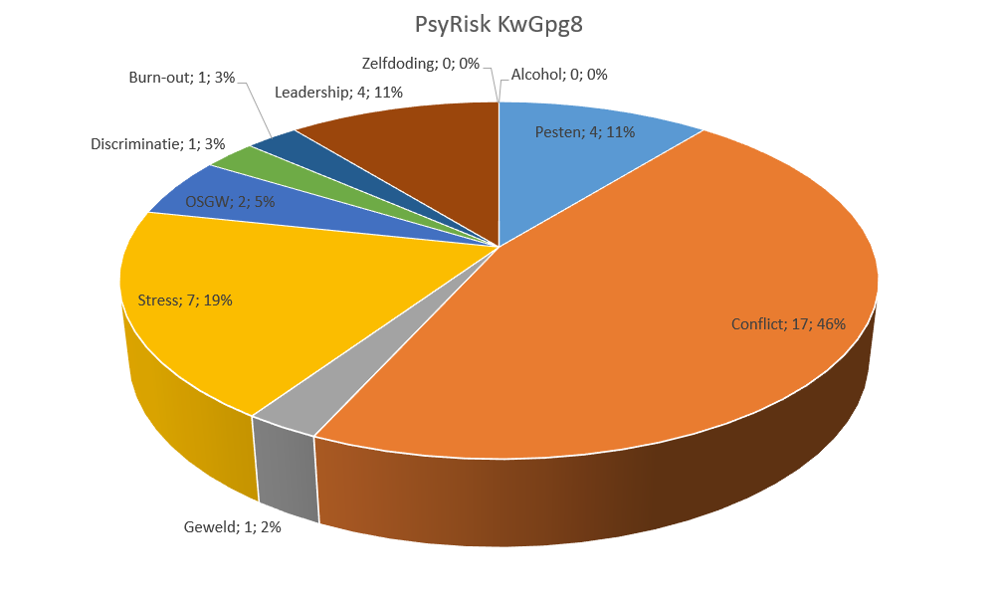 PsyRisk KwGpg8
Zelfdoding; 0; 0%
Alcohol; 0; 0%
Burn-out; 1; 3%
Leadership; 4; 11%
Pesten; 4; 11%
Discriminatie; 1; 3%
OSGW; 2; 5%
Stress; 7; 19%
Conflict; 17; 46%
Geweld; 1; 2%